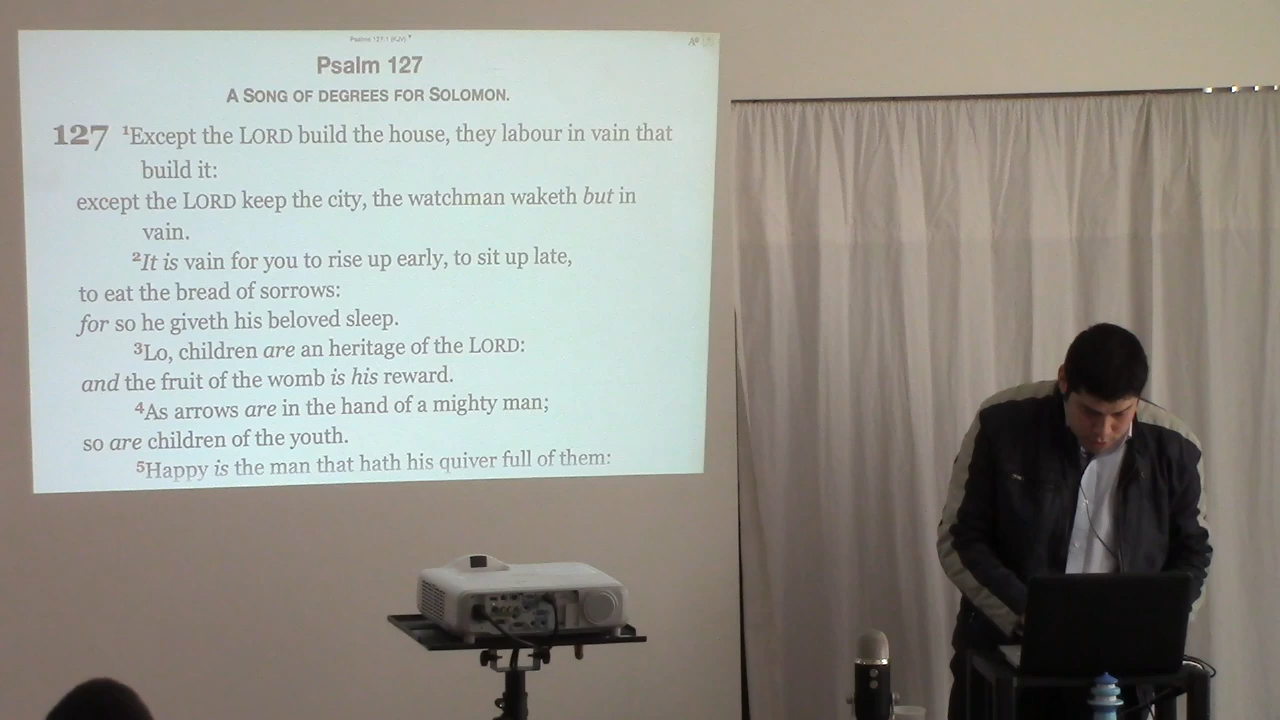 Psalms 127:1 (KJV)
Psalm 127
A SONG OF DEGREES FOR SOLOMON.
127 ¹Except the LORD build the house, they labour in vain that
build it:
except the LORD keep the city, the watchman waketh but in
vain.
²It is vain for you to rise up early, to sit up late,
to eat the bread of sorrows:
for so he giveth his beloved sleep.
³Lo, children are an heritage of the LORD:
and the fruit of the womb is his reward.
⁴As arrows are in the hand of a mighty man;
so are children of the youth.
⁵Happy is the man that hath his quiver full of them: